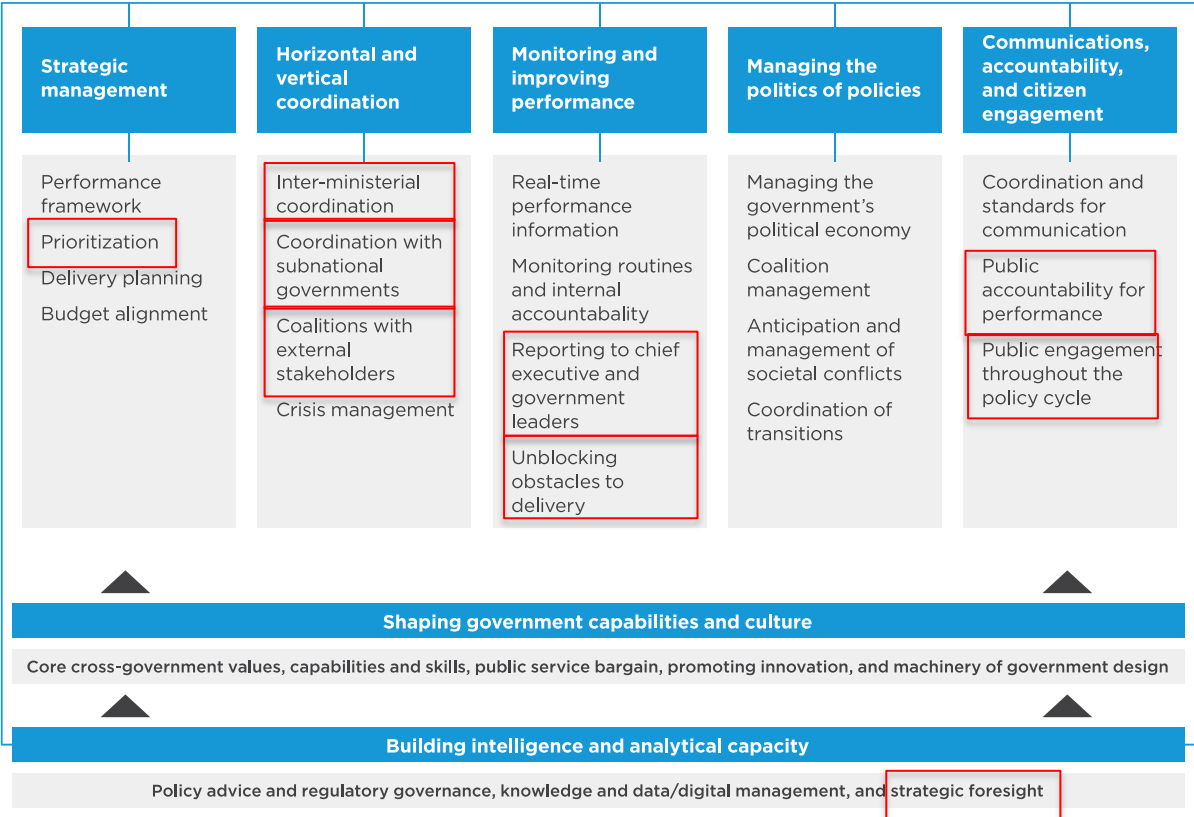 Strategic
management
Horizontal and
vertical
coordination
Monitoring and
improving
performance
Managing the
politics of policies
Communications,
accountability,
and citizen
engagement
Performance
framework
Prioritization
Delivery planning
Budget alignment
Inter-ministerial
coordination
Coordination with
subnational
governments
Coalitions with
external
stakeholders
Crisis management
Real-time
performance
information
Monitoring routines
and internal
accountabality
Reporting to chief
executive and
government
leaders
Unblocking
obstacles to
delivery
Managing the
government's
political economy
Coalition
management
Anticipation and
management of
societal conflicts
Coordination of
transitions
Coordination and
standards for
communication
Public
accountability for
performance
Public engagement
throughout the
policy cycle
Shaping government capabilities and culture
Core cross-government values, capabilities and skills, public service bargain, promoting innovation, and machinery of government design
Building intelligence and analytical capacity
Policy advice and regulatory governance, knowledge and data/digital management, and strategic foresight